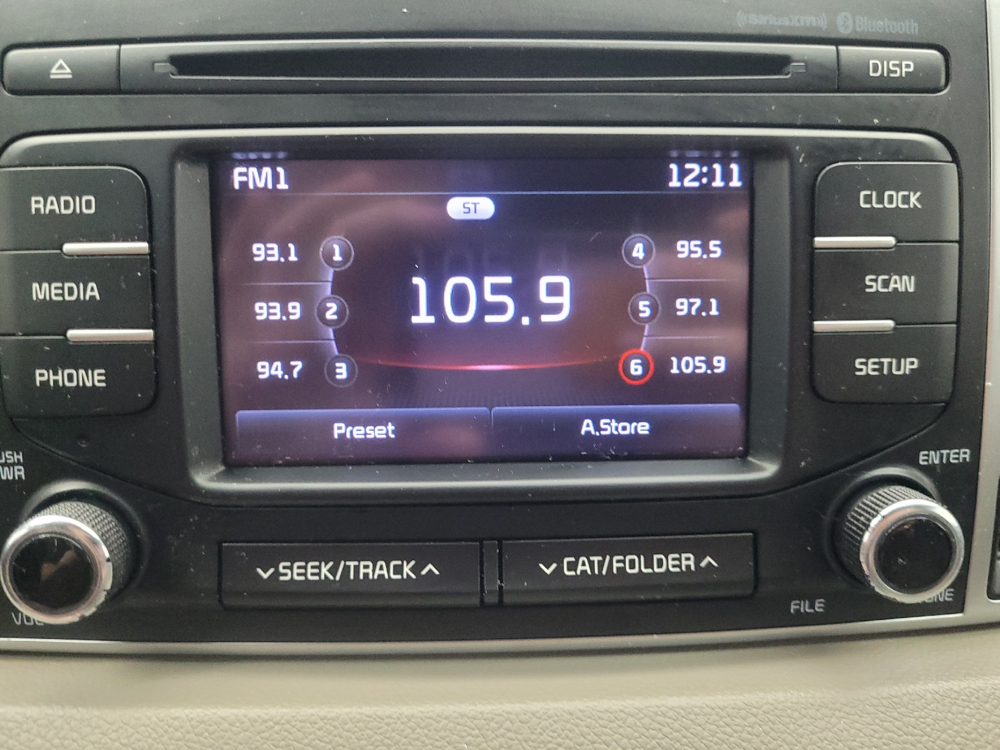 ((SiriusXM)) Bluetooth
DISP
RADIO
MEDIA
PHONE
FM1 12:11
ST
93.1 1 4 95.5
105.9
93.9 2 5 97.1
94.7 3 6 105.9
Preset A.Store
CLOCK
SCAN
SETUP
ENTER
SEEK/TRACK CAT/FOLDER
FILE